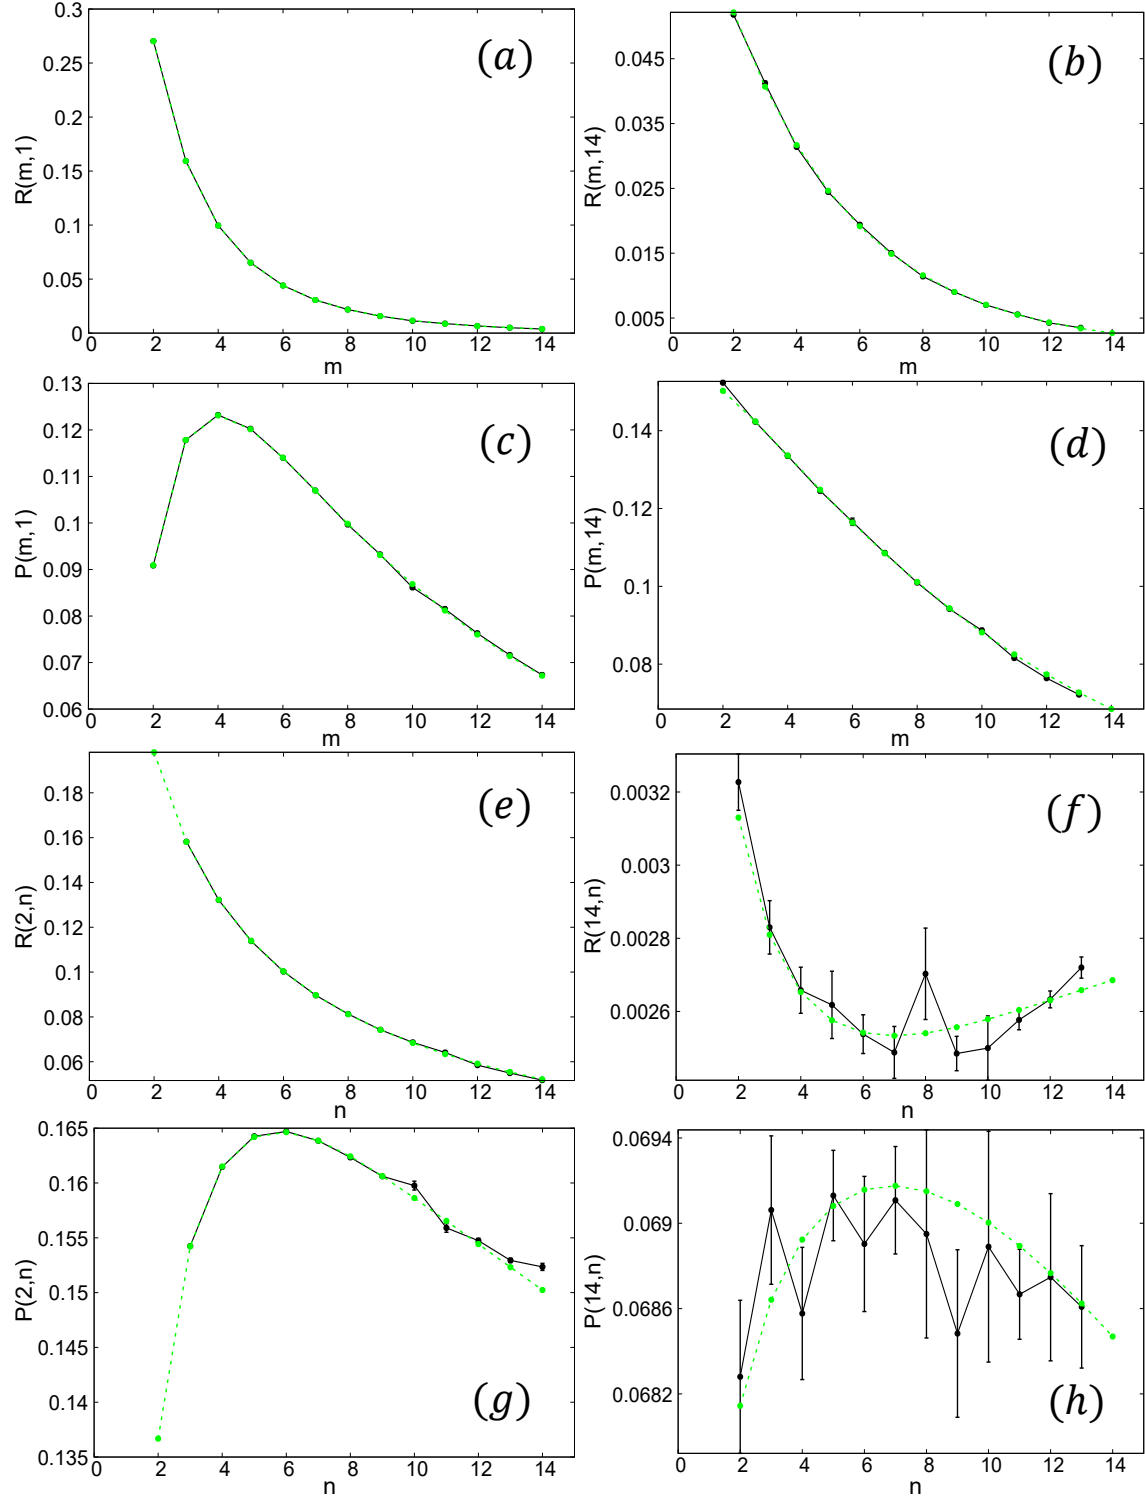 0.3
0.25
0.2
0.15
0.1
0.05
0
R(m,1)
(a)
0 2 4 6 8 10 12 14
m
0.045
0.035
0.025
0.015
0.005
R(m,14)
(b)
0 2 4 6 8 10 12 14
m
0.13
0.12
0.11
0.1
0.09
0.08
0.07
0.06
P(m,1)
(c)
0 2 4 6 8 10 12 14
m
0.14
0.12
0.1
0.08
P(m,14)
(d)
0 2 4 6 8 10 12 14
m
0.18
0.16
0.14
0.12
0.1
0.08
0.06
R(2,n)
(e)
0 2 4 6 8 10 12 14
n
0.0032
0.003
0.0028
0.0026
R(14,n)
(f)
0 2 4 6 8 10 12 14
n
0.165
0.16
0.155
0.15
0.145
0.14
0.135
P(2,n)
(g)
0 2 4 6 8 10 12 14
n
0.0694
0.069
0.0686
0.0682
P(14,n)
(h)
0 2 4 6 8 10 12 14
n